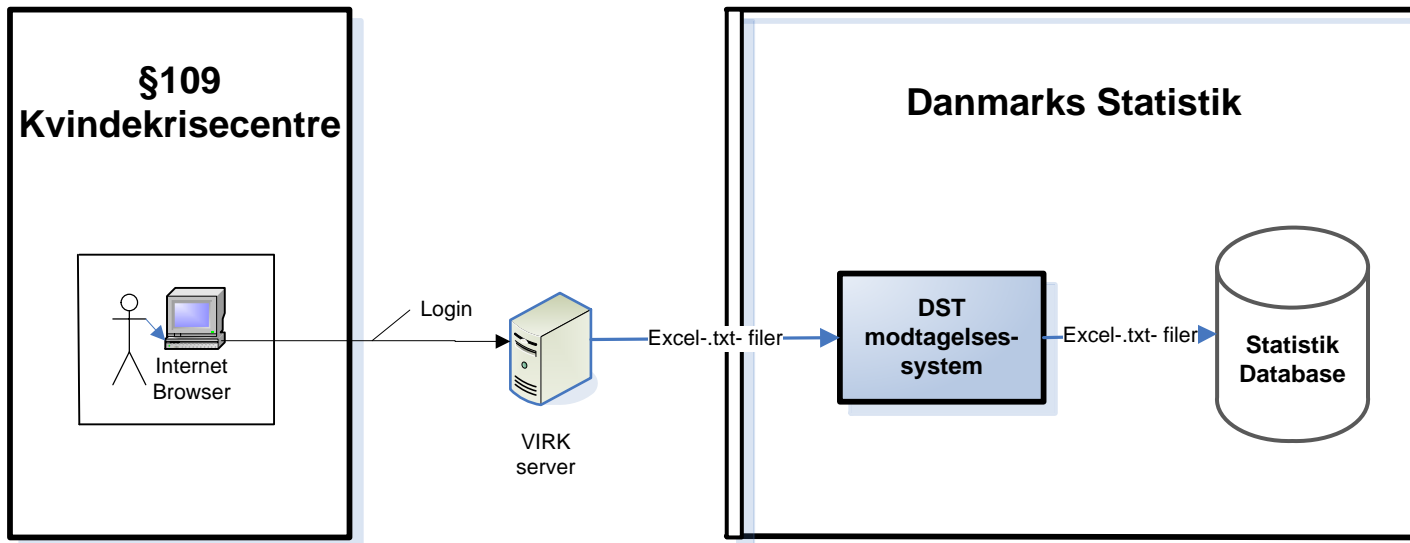 §109
Kvindekrisecentre
Danmarks Statistik
Internet
Browser
Login
VIRK
server
Excel-.txt- filer
DST
modtagelses-
system
Excel-.txt- filer
Statistik
Database